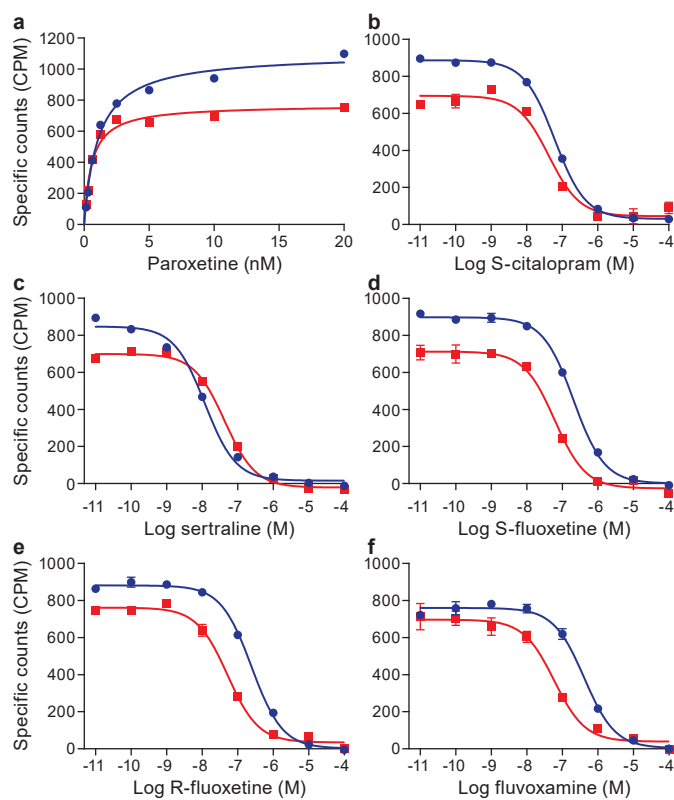 a
Specific counts (CPM)
1200
1000
800
600
400
200
0
0 5 10 15 20
Paroxetine (nM)
b
1000
800
600
400
200
0
-11 -10 -9 -8 -7 -6 -5 -4
Log S-citalopram (M)
c
Specific counts (CPM)
1000
800
600
400
200
0
-11 -10 -9 -8 -7 -6 -5 -4
Log sertraline (M)
d
1000
800
600
400
200
0
-11 -10 -9 -8 -7 -6 -5 -4
Log S-fluoxetine (M)
e
Specific counts (CPM)
1000
800
600
400
200
0
-11 -10 -9 -8 -7 -6 -5 -4
Log R-fluoxetine (M)
f
1000
800
600
400
200
0
-11 -10 -9 -8 -7 -6 -5 -4
Log fluvoxamine (M)